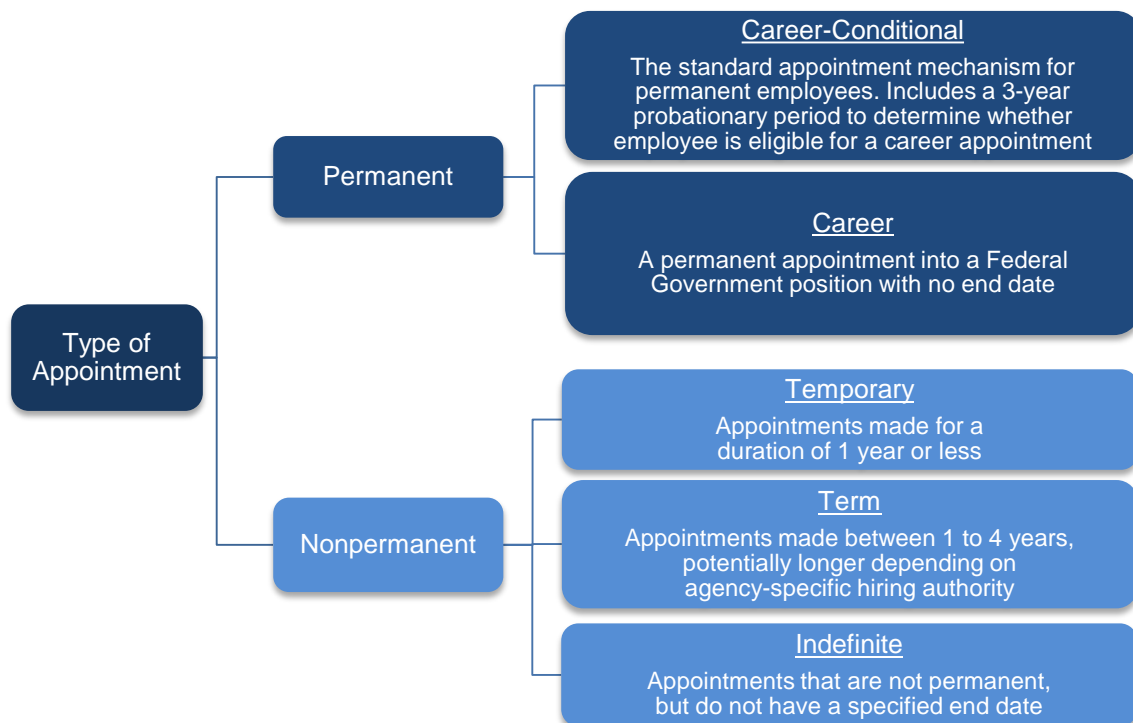 Type of
Appointment
Permanent
Career-Conditional
The standard appointment mechanism for
permanent employees. Includes a 3-year
probationary period to determine whether
employee is eligible for a career appointment
Career
A permanent appointment into a Federal
Government position with no end date
Nonpermanent
Temporary
Appointments made for a
duration of 1 year or less
Term
Appointments made between 1 to 4 years,
potentially longer depending on
agency-specific hiring authority
Indefinite
Appointments that are not permanent,
but do not have a specified end date